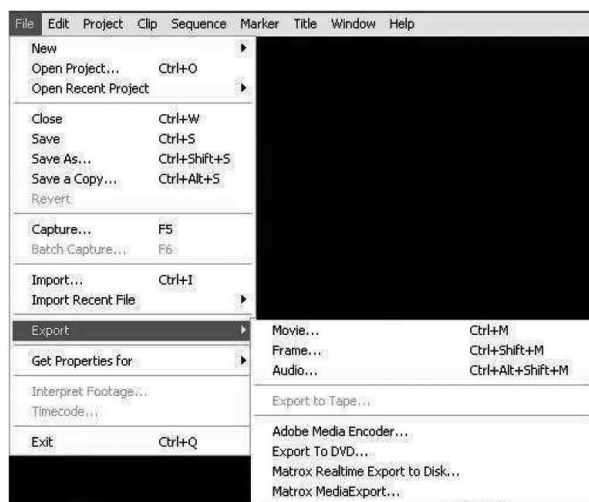 File Edit Project Clip Sequence Marker Title Window Help
New
Open Project... Ctrl+O
Open Recent Project
Close Ctrl+W
Save Ctrl+S
Save As... Ctrl+Shift+S
Save a Copy... Ctrl+Alt+S
Revert
Capture... F5
Batch Capture... F6
Import... Ctrl+I
Import Recent File
Export
Get Properties for
Interpret Footage...
Timecode...
Exit Ctrl+Q
Movie... Ctrl+M
Frame... Ctrl+Shift+M
Audio... Ctrl+Alt+Shift+M
Export to Tape...
Adobe Media Encoder...
Export To DVD...
Matrox Realtime Export to Disk...
Matrox MediaExport...